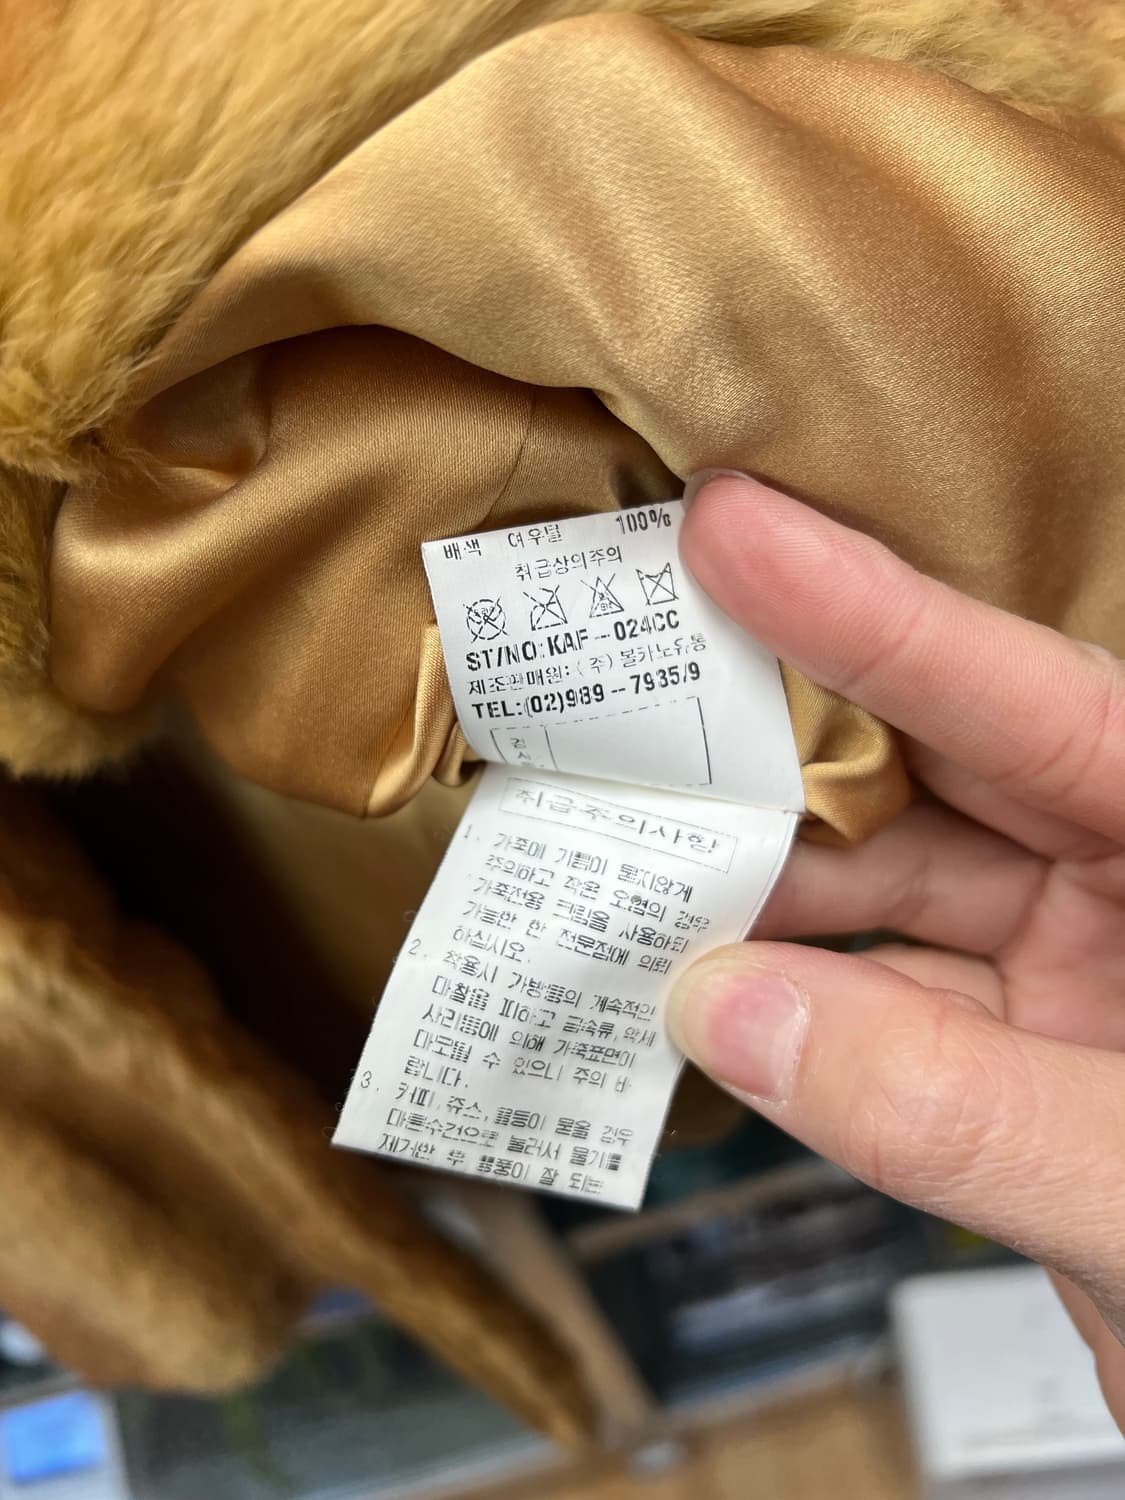 배색 여우털 100%
취급상의주의
ST/NO:KAF--024CC
제조판매원:(주)볼카노유통
TEL:(02)989--7935/9
검사
취급주의사항
1. 가죽에 기름이 묻지않게
주의하고 작은 오염의 경우
가죽전용 크림을 사용하되
가능한 한 전문점에 의뢰
하십시오.
2. 착용시 가방등의 계속적인
마찰을 피하고 금속류, 악세
사리등에 의해 가죽표면이
마모될 수 있으니 주의 바
랍니다.
3. 커피, 쥬스, 물등이 묻을 경우
마른수건으로 눌러서 물기를
제거한 후 통풍이 잘 되는